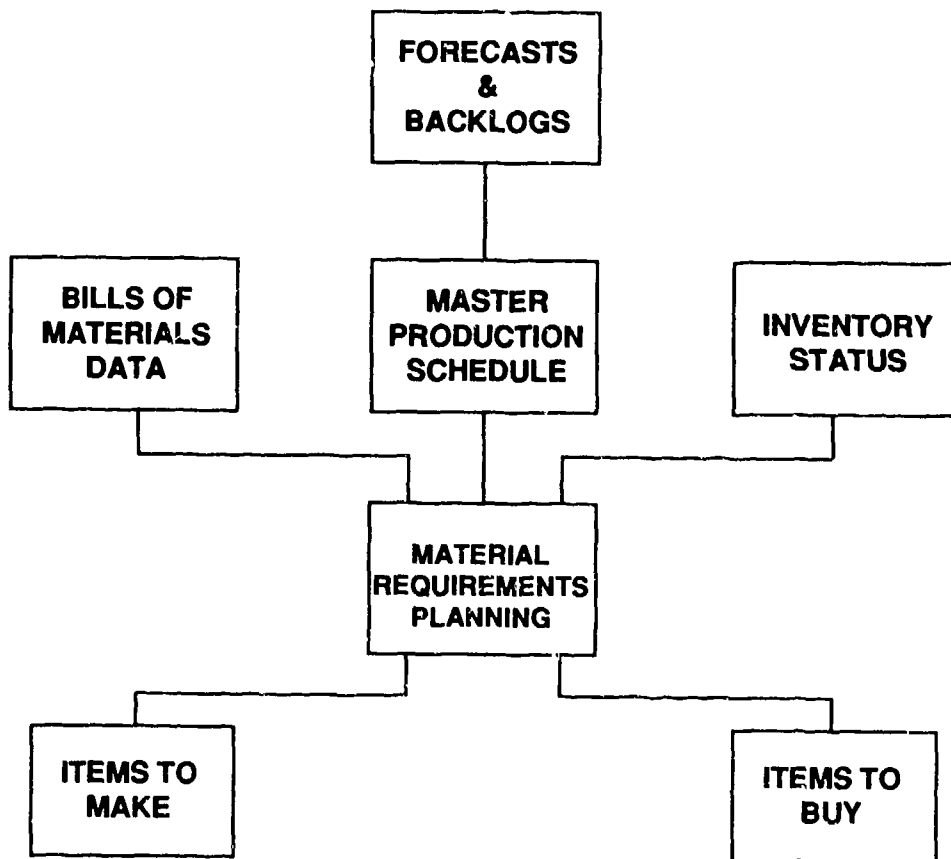 FORECASTS
&
BACKLOGS
BILLS OF
MATERIALS
DATA
MASTER
PRODUCTION
SCHEDULE
INVENTORY
STATUS
MATERIAL
REQUIREMENTS
PLANNING
ITEMS TO
MAKE
ITEMS TO
BUY